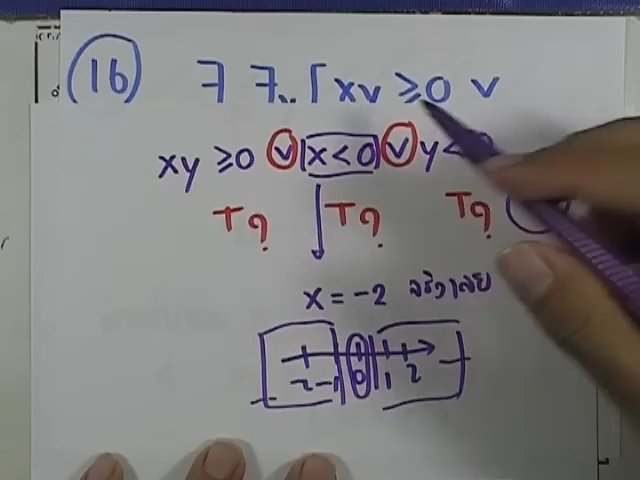 16
∃ ∃ [ xy ≥ 0 ∨
xy ≥ 0 ∨ x < 0 ∨ y <
T? T? T?
x = -2 จริงเลย
-2 -1 0 1 2